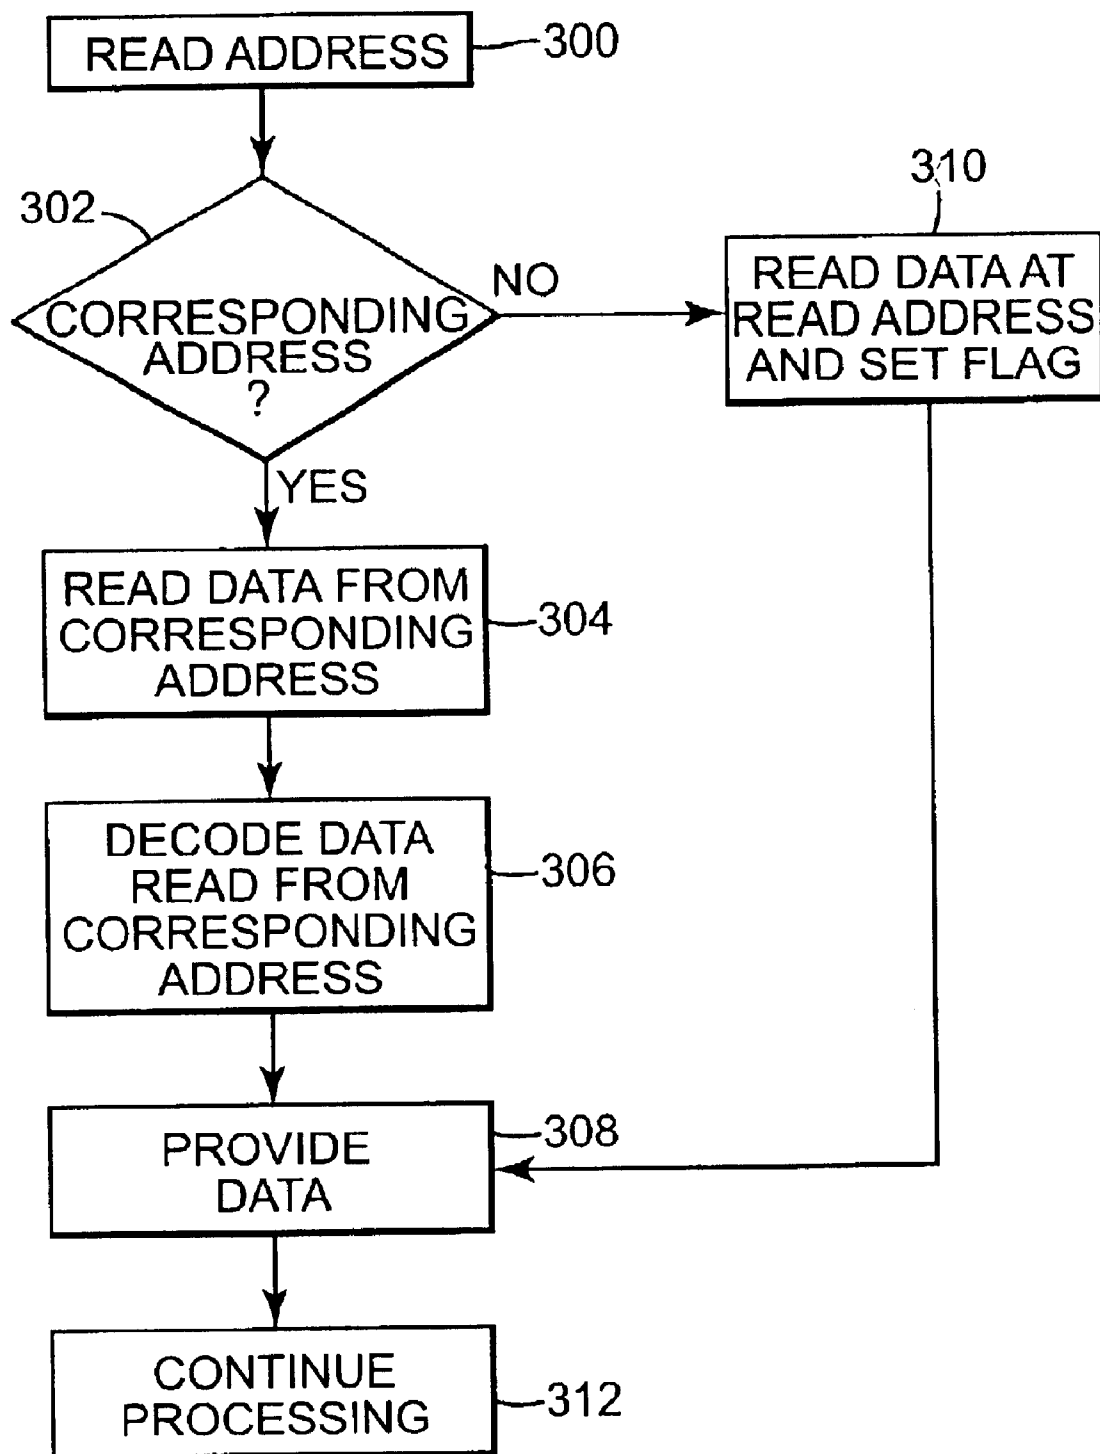 READ ADDRESS
300
302
CORRESPONDING
ADDRESS
?
NO
310
READ DATA AT
READ ADDRESS
AND SET FLAG
YES
READ DATA FROM
CORRESPONDING
ADDRESS
304
DECODE DATA
READ FROM
CORRESPONDING
ADDRESS
306
PROVIDE
DATA
308
CONTINUE
PROCESSING
312